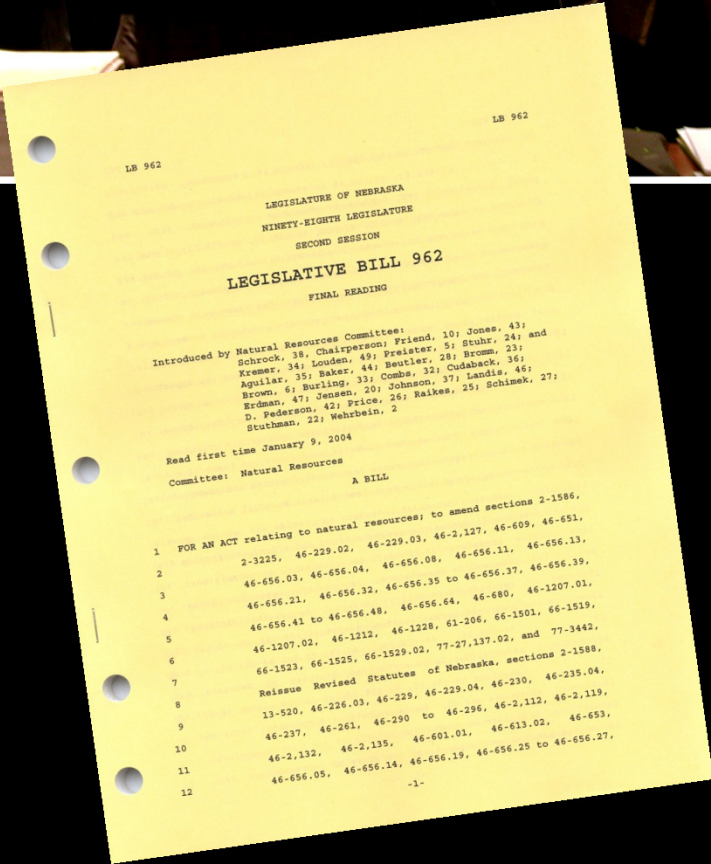 LB 962
LB 962
LEGISLATURE OF NEBRASKA
NINETY-EIGHTH LEGISLATURE
SECOND SESSION
LEGISLATIVE BILL 962
FINAL READING
Introduced by Natural Resources Committee:
Schrock, 38, Chairperson; Friend, 10; Jones, 43;
Kremer, 34; Louden, 49; Preister, 5; Stuhr, 24; and
Aguilar, 35; Baker, 44; Beutler, 28; Bromm, 23;
Brown, 6; Burling, 33; Combs, 32; Cudaback, 36;
Erdman, 47; Jensen, 20; Johnson, 37; Landis, 46;
D. Pederson, 42; Price, 26; Raikes, 25; Schimek, 27;
Stuthman, 22; Wehrbein, 2
Read first time January 9, 2004
Committee: Natural Resources
A BILL
1 FOR AN ACT relating to natural resources; to amend sections 2-1586,
2 2-3225, 46-229.02, 46-229.03, 46-2,127, 46-609, 46-651,
3 46-656.03, 46-656.04, 46-656.08, 46-656.11, 46-656.13,
4 46-656.21, 46-656.32, 46-656.35 to 46-656.37, 46-656.39,
5 46-656.41 to 46-656.48, 46-656.64, 46-680, 46-1207.01,
6 46-1207.02, 46-1212, 46-1228, 61-206, 66-1501, 66-1519,
7 66-1523, 66-1525, 66-1529.02, 77-27,137.02, and 77-3442,
8 Reissue Revised Statutes of Nebraska, sections 2-1588,
9 13-520, 46-226.03, 46-229, 46-229.04, 46-230, 46-235.04,
10 46-237, 46-261, 46-290 to 46-296, 46-2,112, 46-2,119,
11 46-2,132, 46-2,135, 46-601.01, 46-613.02, 46-653,
12 46-656.05, 46-656.14, 46-656.19, 46-656.25 to 46-656.27,
-1-